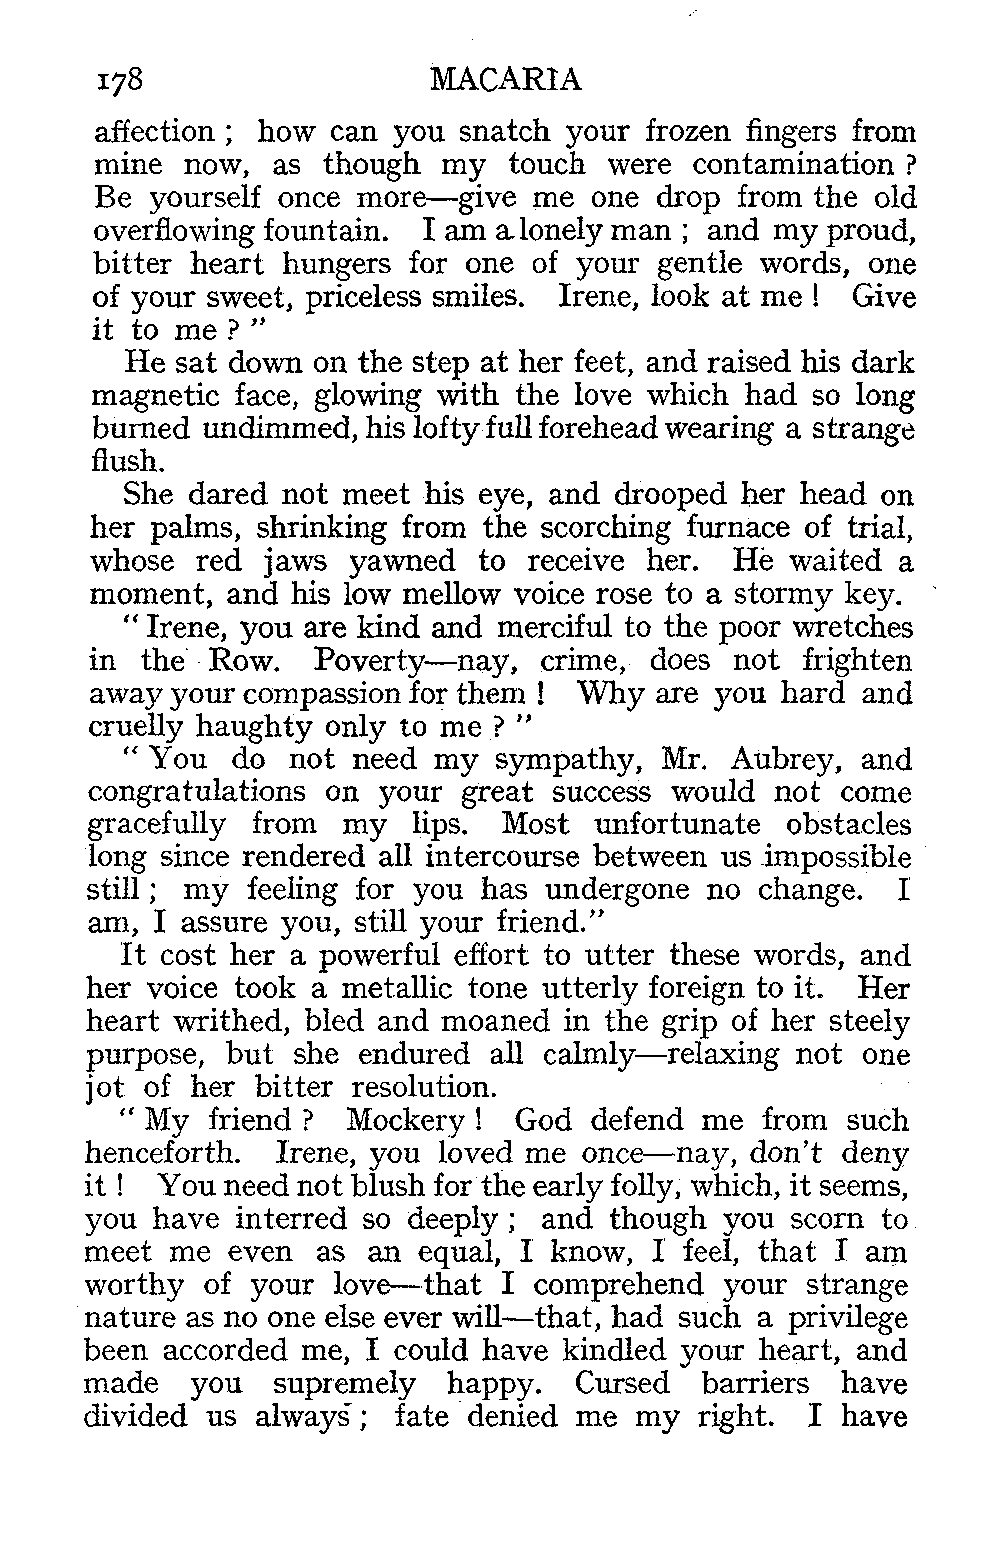 178 MACARIA
affection ; how can you snatch your frozen fingers from
mine now, as though my touch were contamination ?
Be yourself once more—give me one drop from the old
overflowing fountain. I am a lonely man ; and my proud,
bitter heart hungers for one of your gentle words, one
of your sweet, priceless smiles. Irene, look at me ! Give
it to me ? "
He sat down on the step at her feet, and raised his dark
magnetic face, glowing with the love which had so long
burned undimmed, his lofty full forehead wearing a strange
flush.
She dared not meet his eye, and drooped her head on
her palms, shrinking from the scorching furnace of trial,
whose red jaws yawned to receive her. He waited a
moment, and his low mellow voice rose to a stormy key.
" Irene, you are kind and merciful to the poor wretches
in the Row. Poverty—nay, crime, does not frighten
away your compassion for them ! Why are you hard and
cruelly haughty only to me ? "
" You do not need my sympathy, Mr. Aubrey, and
congratulations on your great success would not come
gracefully from my lips. Most unfortunate obstacles
long since rendered all intercourse between us impossible
still ; my feeling for you has undergone no change. I
am, I assure you, still your friend."
It cost her a powerful effort to utter these words, and
her voice took a metallic tone utterly foreign to it. Her
heart writhed, bled and moaned in the grip of her steely
purpose, but she endured all calmly—relaxing not one
jot of her bitter resolution.
" My friend ? Mockery ! God defend me from such
henceforth. Irene, you loved me once—nay, don't deny
it ! You need not blush for the early folly, which, it seems,
you have interred so deeply ; and though you scorn to
meet me even as an equal, I know, I feel, that I am
worthy of your love—that I comprehend your strange
nature as no one else ever will—that, had such a privilege
been accorded me, I could have kindled your heart, and
made you supremely happy. Cursed barriers have
divided us always ; fate denied me my right. I have